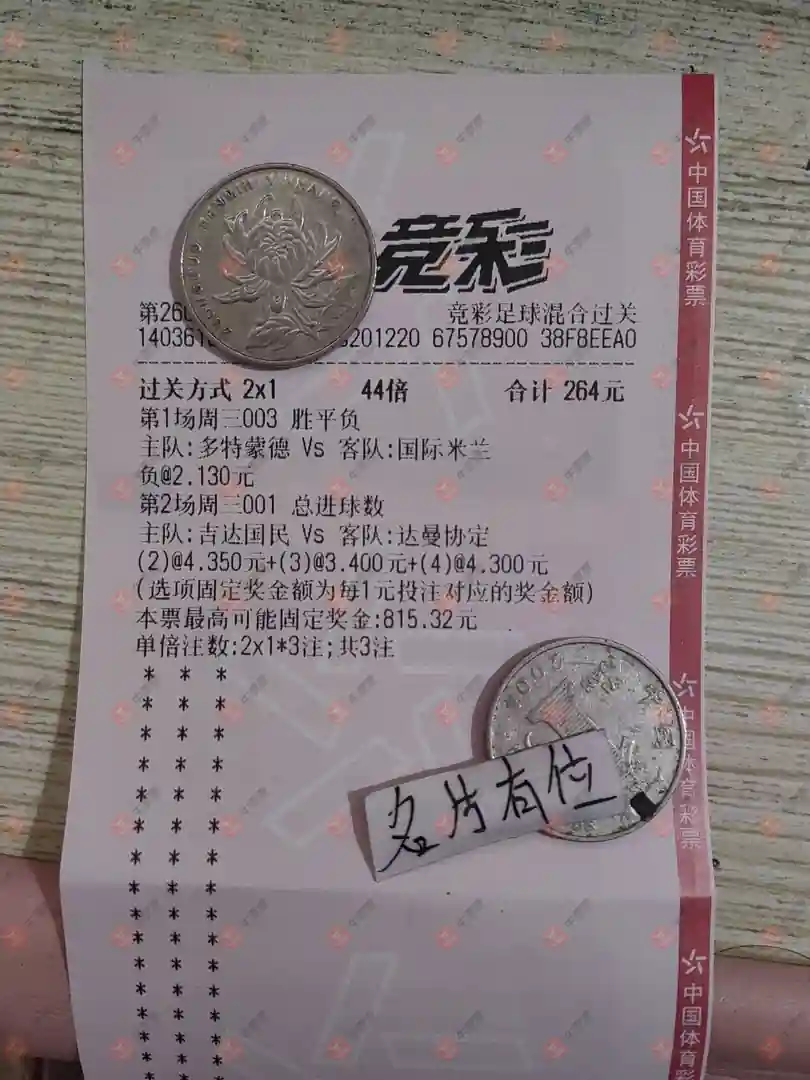 竞彩
第260
竞彩足球混合过关
201220 67578900 38F8EEA0
过关方式 2x1 44倍 合计 264元
第1场周三003 胜平负
主队:多特蒙德 Vs 客队:国际米兰
负@2.130元
第2场周三001 总进球数
主队:吉达国民 Vs 客队:达曼协定
(2)@4.350元+(3)@3.400元+(4)@4.300元
(选项固定奖金额为每1元投注对应的奖金额)
本票最高可能固定奖金:815.32元
单倍注数:2x1*3注;共3注
名片有位
中国体育彩票
中国体育彩票
中国体育彩票
中国体育彩